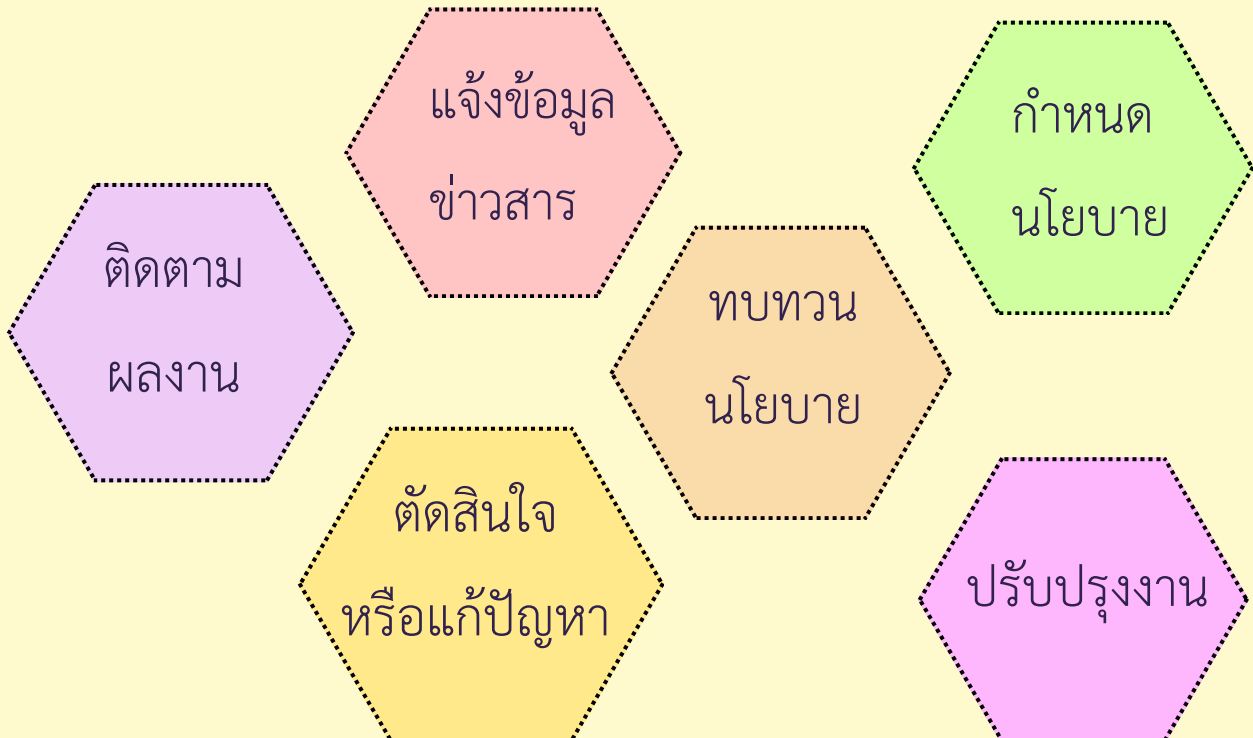 แจ้งข้อมูล
ข่าวสาร
กำหนด
นโยบาย
ติดตาม
ผลงาน
ทบทวน
นโยบาย
ตัดสินใจ
หรือแก้ปัญหา
ปรับปรุงงาน